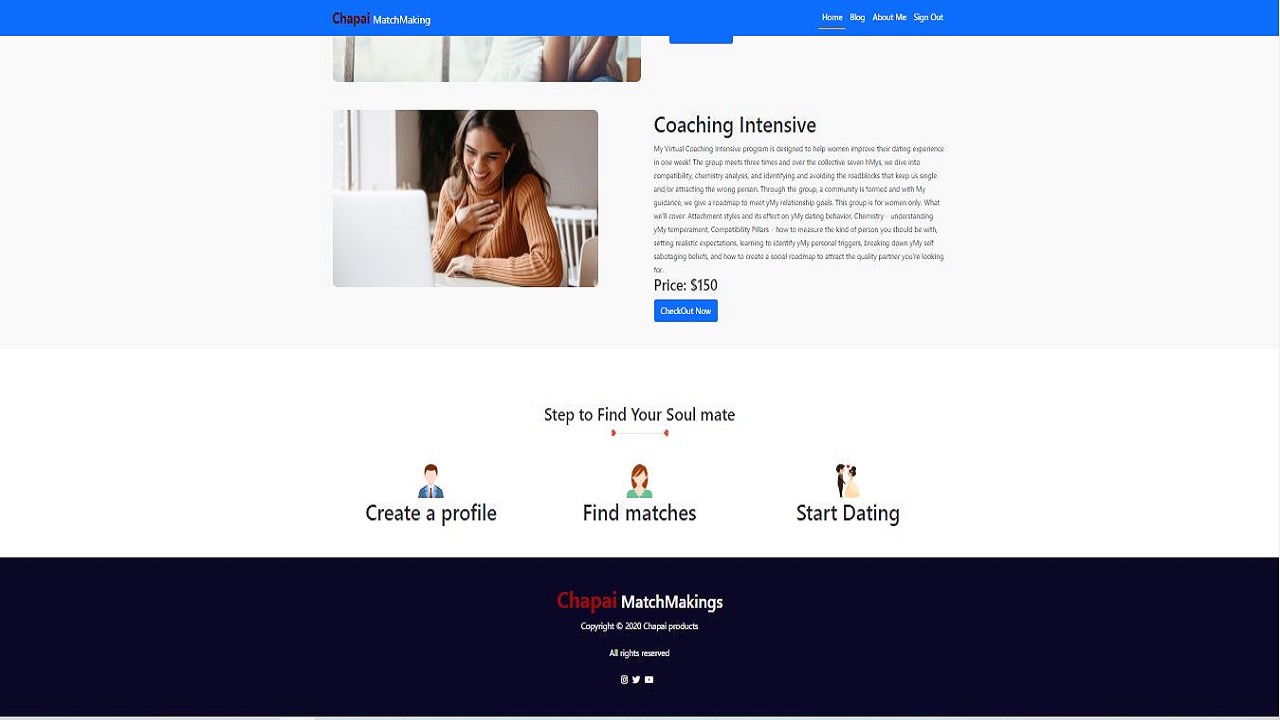 Chapai MatchMaking
Home Blog About Me Sign Out
Coaching Intensive
My Virtual Coaching Intensive program is designed to help women improve their dating experience
in one week! The group meets three times and over the collective seven hMys, we dive into
compatibility, chemistry analysis, and identifying and avoiding the roadblocks that keep us single
and/or attracting the wrong person. Through the group, a community is formed and with My
guidance, we give a roadmap to meet yMy relationship goals. This group is for women only. What
we'll cover: Attachment styles and its effect on yMy dating behavior, Chemistry - understanding
yMy temperament, Compatibility Pillars - how to measure the kind of person you should be with,
setting realistic expectations, learning to identify yMy personal triggers, breaking down yMy self
sabotaging beliefs, and how to create a social roadmap to attract the quality partner you're looking
for.
Price: $150
CheckOut Now
Step to Find Your Soul mate
Create a profile
Find matches
Start Dating
Chapai MatchMakings
Copyright © 2020 Chapai products
All rights reserved